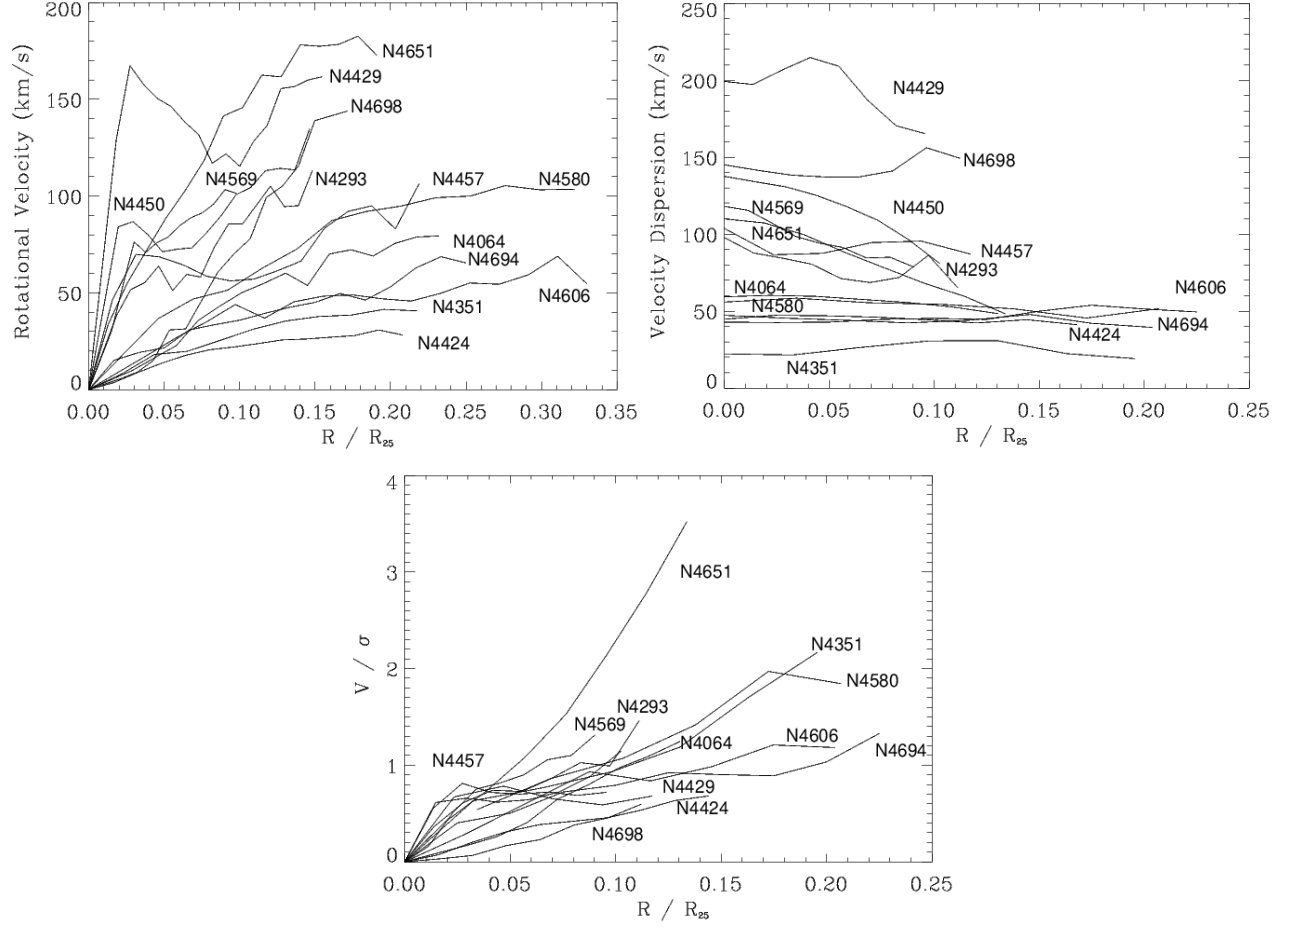 200
150
100
50
0
Rotational Velocity (km/s)
N4651
N4429
N4698
N4569
N4293
N4457
N4580
N4450
N4064
N4694
N4351
N4606
N4424
0.00 0.05 0.10 0.15 0.20 0.25 0.30 0.35
R / R25
250
200
150
100
50
0
Velocity Dispersion (km/s)
N4429
N4698
N4569
N4450
N4651
N4457
N4293
N4064
N4606
N4580
N4694
N4424
N4351
0.00 0.05 0.10 0.15 0.20 0.25
R / R25
4
3
2
1
0
V / σ
N4651
N4351
N4580
N4293
N4569
N4064
N4606
N4694
N4457
N4429
N4424
N4698
0.00 0.05 0.10 0.15 0.20 0.25
R / R25